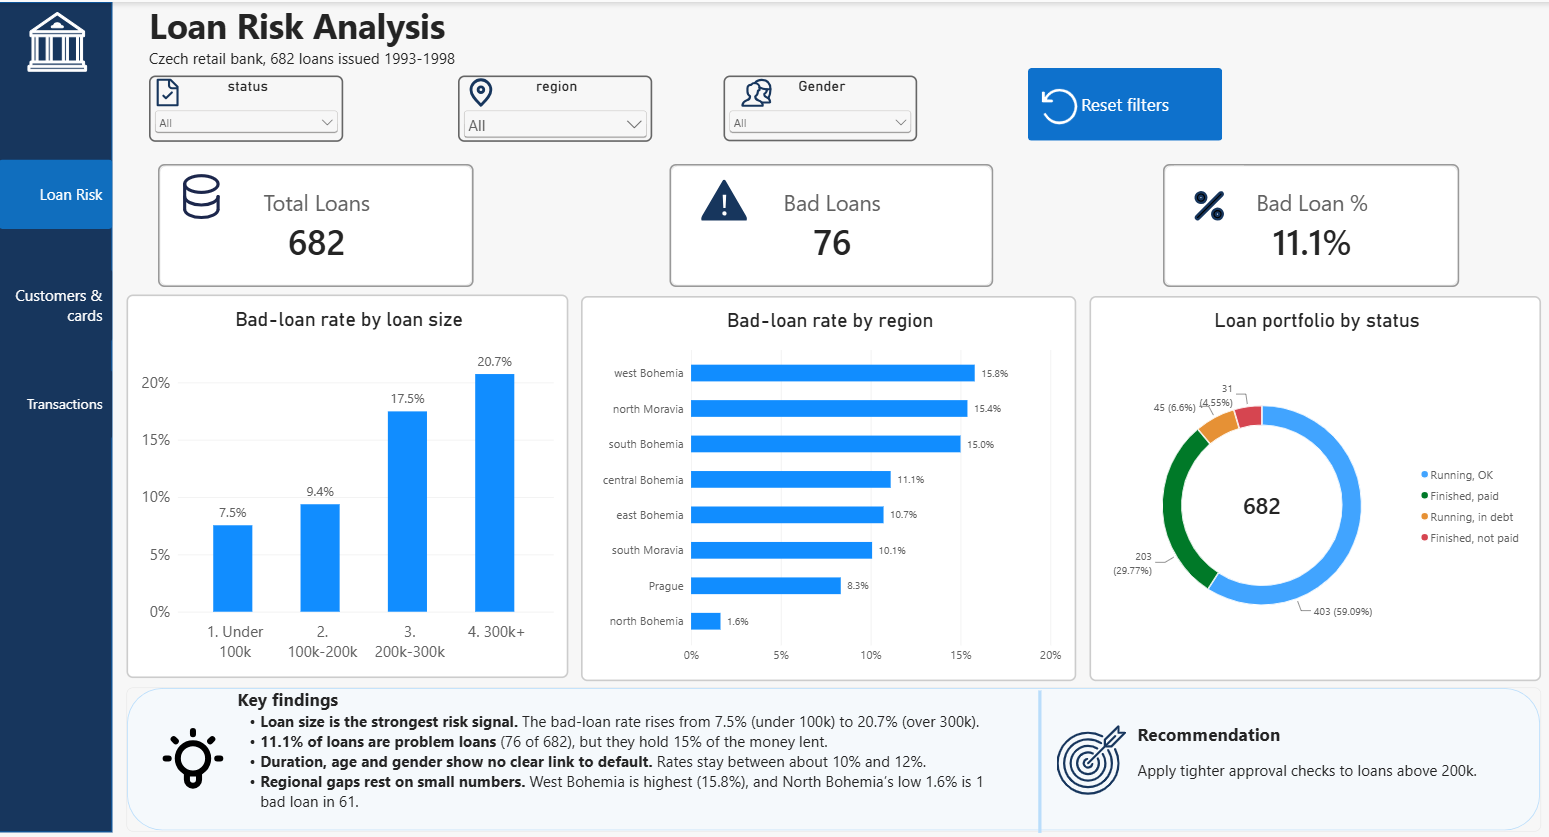 Loan Risk Analysis
Czech retail bank, 682 loans issued 1993-1998
status
All
region
All
Gender
All
Reset filters
Loan Risk
Customers &
cards
Transactions
Total Loans
682
Bad Loans
76
Bad Loan %
11.1%
Bad-loan rate by loan size
20%
15%
10%
5%
0%
7.5%
9.4%
17.5%
20.7%
1. Under
100k
2.
100k-200k
3.
200k-300k
4. 300k+
Bad-loan rate by region
west Bohemia 15.8%
north Moravia 15.4%
south Bohemia 15.0%
central Bohemia 11.1%
east Bohemia 10.7%
south Moravia 10.1%
Prague 8.3%
north Bohemia 1.6%
0% 5% 10% 15% 20%
Loan portfolio by status
31
(4.55%)
45 (6.6%)
203
(29.77%)
403 (59.09%)
682
Running, OK
Finished, paid
Running, in debt
Finished, not paid
Key findings
• Loan size is the strongest risk signal. The bad-loan rate rises from 7.5% (under 100k) to 20.7% (over 300k).
• 11.1% of loans are problem loans (76 of 682), but they hold 15% of the money lent.
• Duration, age and gender show no clear link to default. Rates stay between about 10% and 12%.
• Regional gaps rest on small numbers. West Bohemia is highest (15.8%), and North Bohemia's low 1.6% is 1
bad loan in 61.
Recommendation
Apply tighter approval checks to loans above 200k.